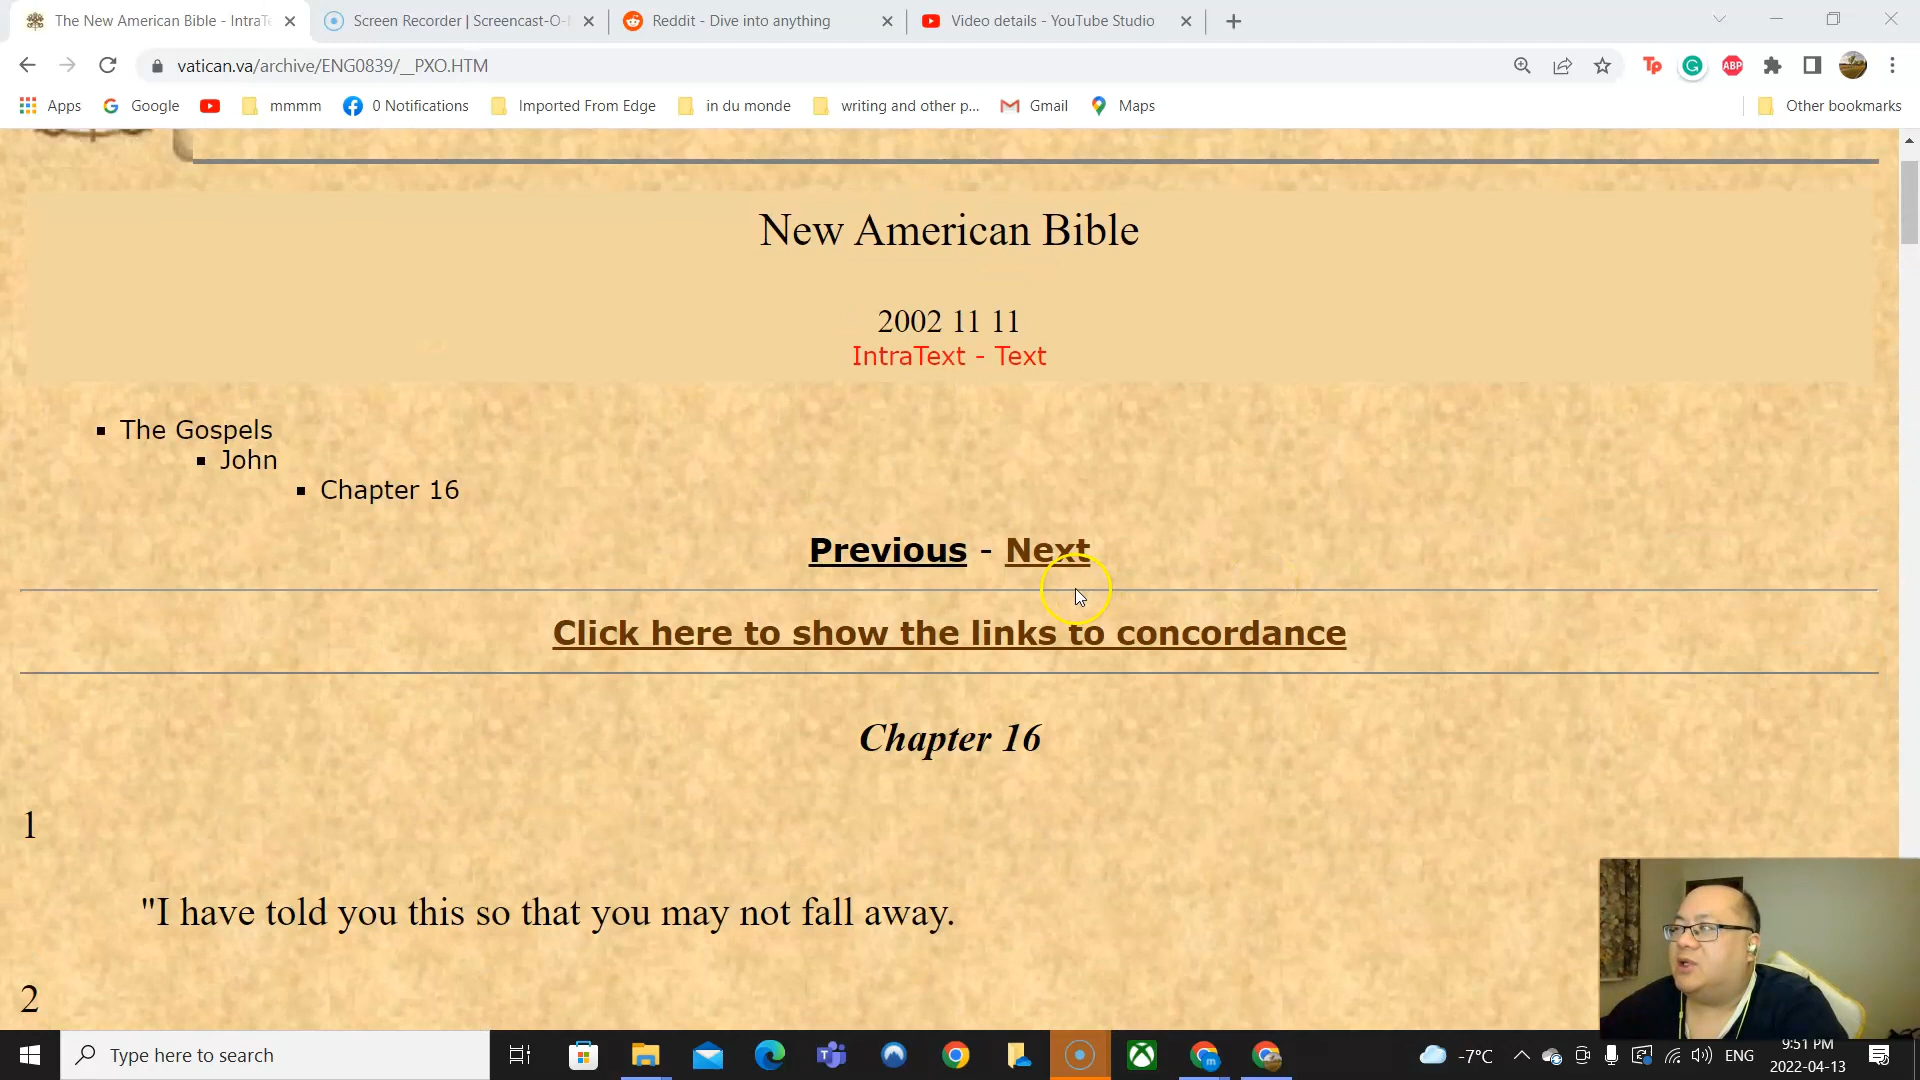 The New American Bible - IntraTe
Screen Recorder | Screencast-O-
Reddit - Dive into anything
Video details - YouTube Studio
vatican.va/archive/ENG0839/__PXO.HTM
Tp
ABP
Apps
Google
mmmm
0 Notifications
Imported From Edge
in du monde
writing and other p...
Gmail
Maps
Other bookmarks
New American Bible
2002 11 11
IntraText - Text
The Gospels
John
Chapter 16
Previous - Next
Click here to show the links to concordance
Chapter 16
1
"I have told you this so that you may not fall away.
2
Type here to search
-7°C
ENG
9:51 PM
2022-04-13